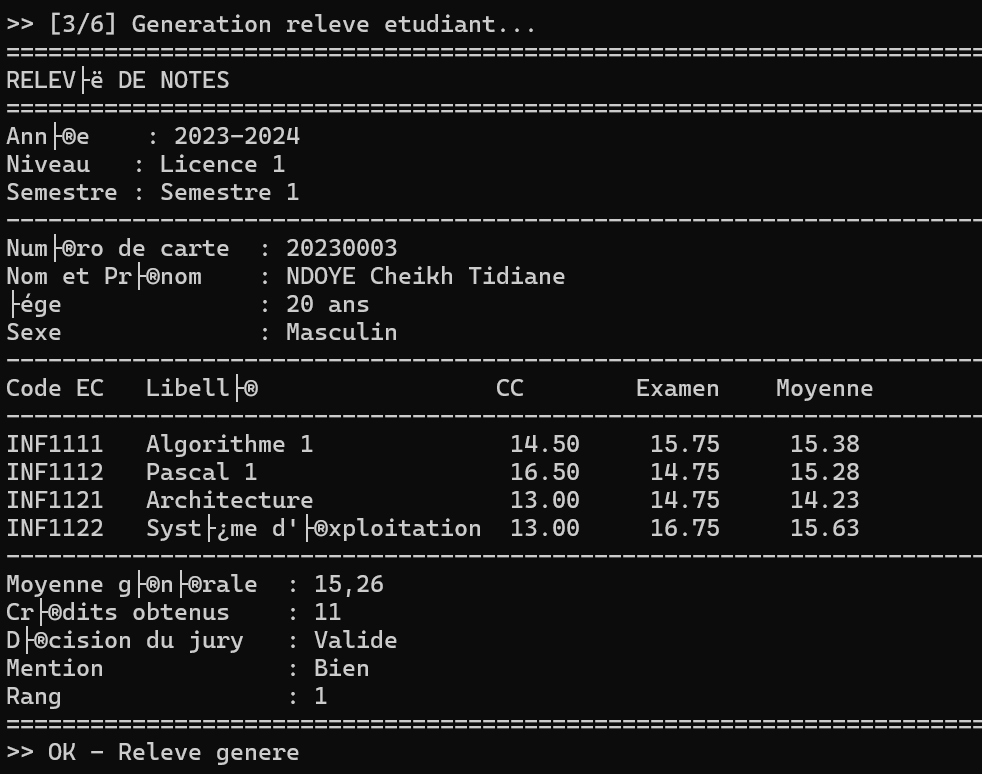 >> [3/6] Generation releve etudiant...
======================================================================
RELEV├ë DE NOTES
======================================================================
Ann├®e    : 2023-2024
Niveau   : Licence 1
Semestre : Semestre 1
----------------------------------------------------------------------
Num├®ro de carte  : 20230003
Nom et Pr├®nom    : NDOYE Cheikh Tidiane
├ége              : 20 ans
Sexe              : Masculin
----------------------------------------------------------------------
Code EC   Libell├®                 CC        Examen    Moyenne
----------------------------------------------------------------------
INF1111   Algorithme 1              14.50     15.75     15.38
INF1112   Pascal 1                  16.50     14.75     15.28
INF1121   Architecture              13.00     14.75     14.23
INF1122   Syst├¿me d'├®xploitation  13.00     16.75     15.63
----------------------------------------------------------------------
Moyenne g├®n├®rale  : 15,26
Cr├®dits obtenus    : 11
D├®cision du jury   : Valide
Mention             : Bien
Rang                : 1
======================================================================
>> OK - Releve genere